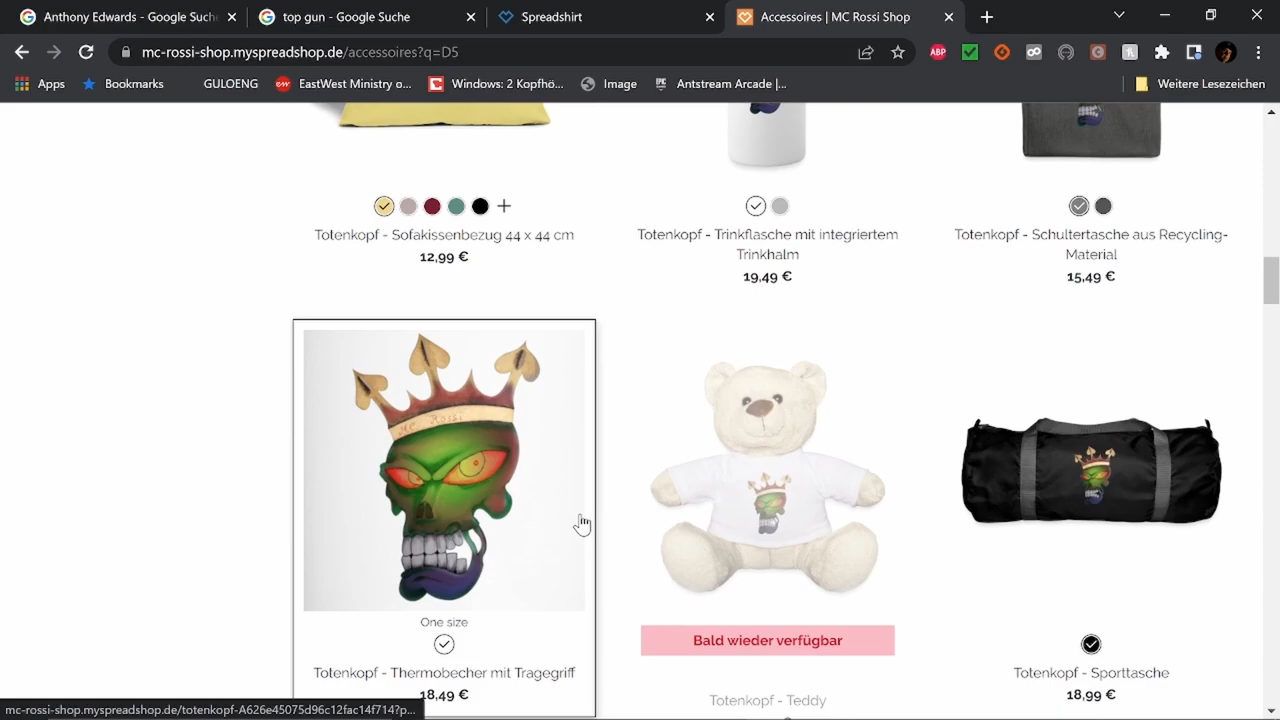 Anthony Edwards - Google Suche
top gun - Google Suche
Spreadshirt
Accessoires | MC Rossi Shop
mc-rossi-shop.myspreadshop.de/accessoires?q=D5
ABP
Apps
Bookmarks
GULOENG
EastWest Ministry o...
Windows: 2 Kopfhö...
Image
Antstream Arcade |...
Weitere Lesezeichen
Totenkopf - Sofakissenbezug 44 x 44 cm
12,99 €
Totenkopf - Trinkflasche mit integriertem
Trinkhalm
19,49 €
Totenkopf - Schultertasche aus Recycling-
Material
15,49 €
MC Rossi
One size
Totenkopf - Thermobecher mit Tragegriff
18,49 €
Bald wieder verfügbar
Totenkopf - Teddy
Totenkopf - Sporttasche
18,99 €
mc-rossi-shop.myspreadshop.de/totenkopf-A626e45075d96c12fac14f714?p...